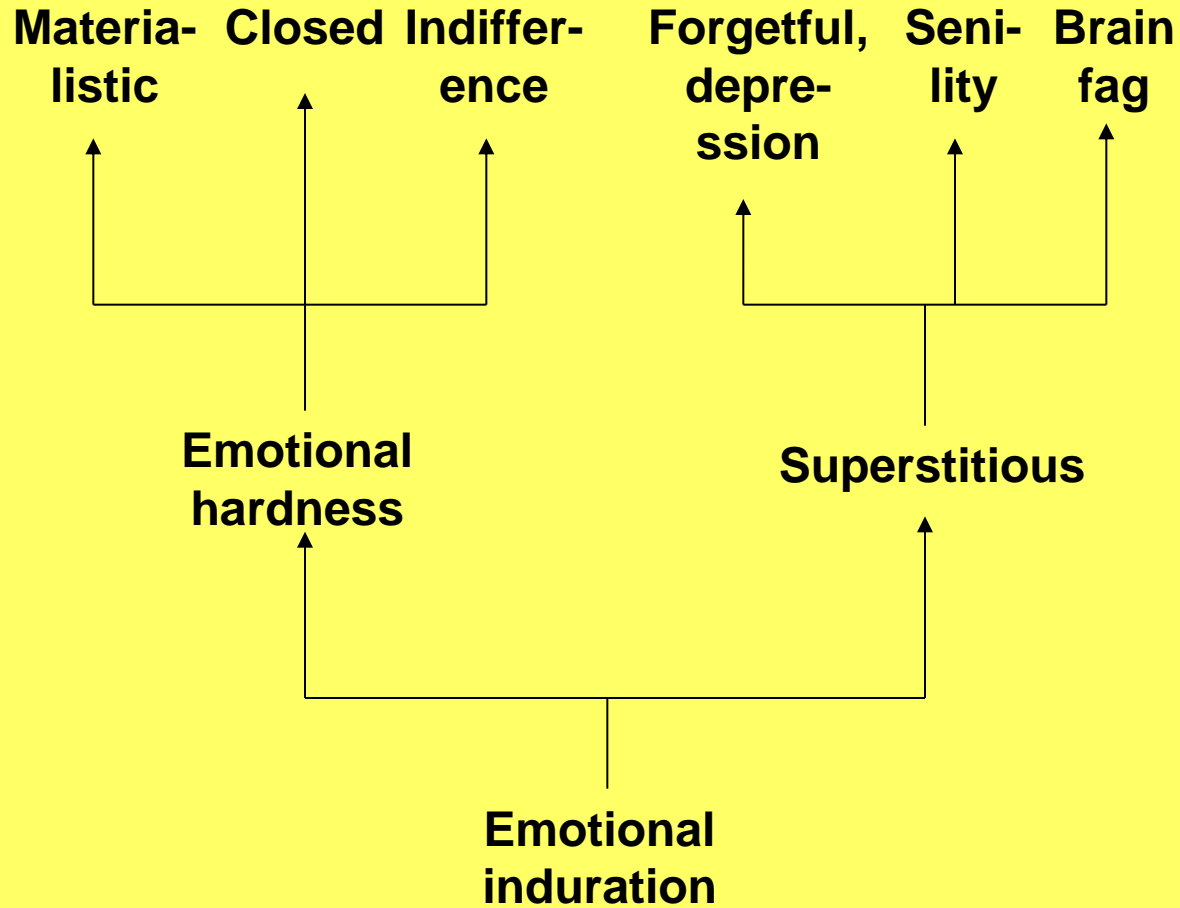 Materia-
listic
Closed
Indiffer-
ence
Forgetful,
depre-
ssion
Seni-
lity
Brain
fag
Emotional
hardness
Superstitious
Emotional
induration